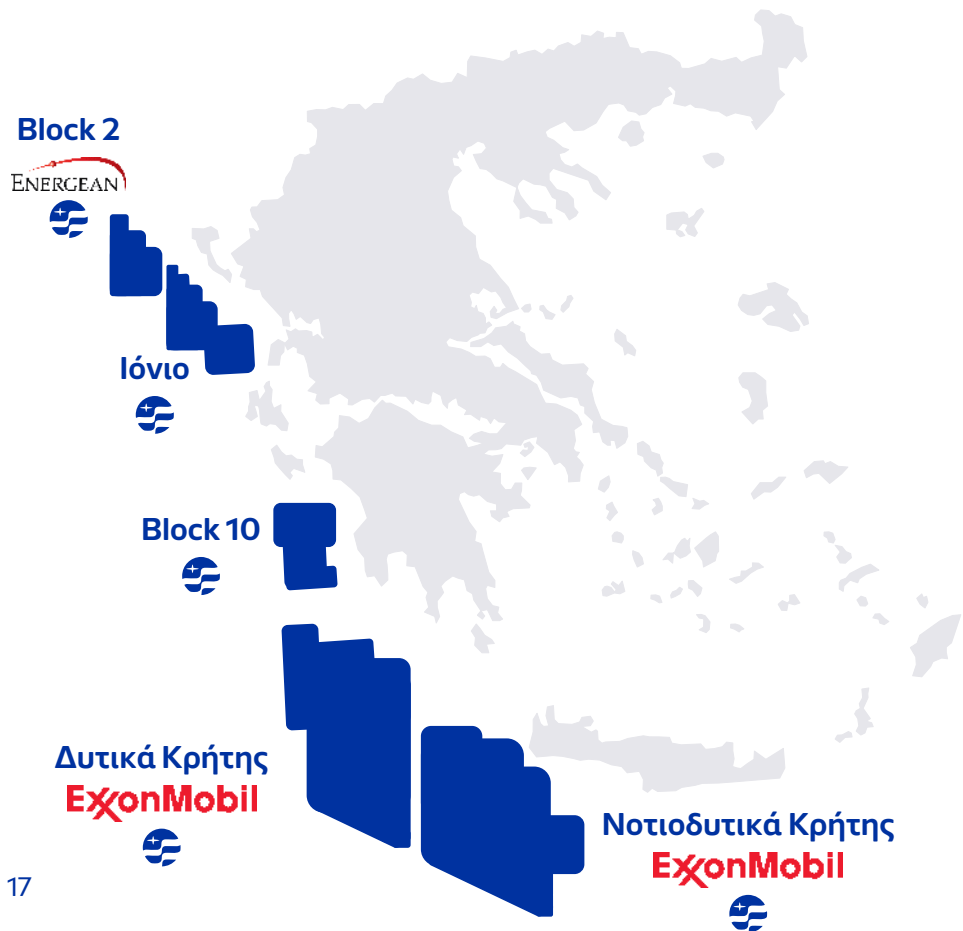 Block 2
ENERGEAN
Ιόνιο
Block 10
Δυτικά Κρήτης
ExxonMobil
Νοτιοδυτικά Κρήτης
ExxonMobil
17